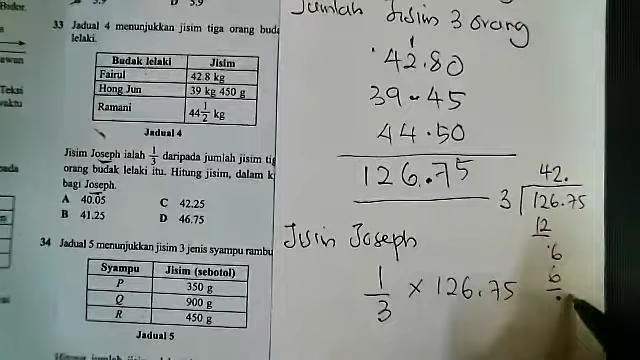 33 Jadual 4 menunjukkan jisim tiga orang
lelaki.
Budak lelaki Jisim
Fairul 42.8 kg
Hong Jun 39 kg 450 g
Ramani 44 1/2 kg
Jadual 4
Jisim Joseph ialah 1/3 daripada jumlah jisim
orang budak lelaki itu. Hitung jisim, dalam
bagi Joseph.
A 40.05 C 42.25
B 41.25 D 46.75
34 Jadual 5 menunjukkan jisim 3 jenis syampu
Syampu Jisim (sebotol)
P 350 g
Q 900 g
R 450 g
Jadual 5
Jumlah Jisim 3 orang
1
42.80
39.45
44.50
126.75
42.
3 126.75
12
6
6
Jisim Joseph
1/3 × 126.75